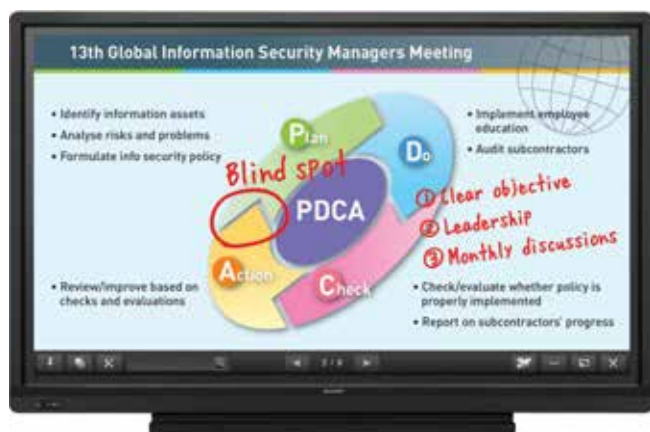 13th Global Information Security Managers Meeting
• Identify information assets
• Analyse risks and problems
• Formulate info security policy
Plan
Do
• Implement employee
education
• Audit subcontractors
Blind spot
PDCA
① Clear objective
② Leadership
③ Monthly discussions
Action
Check
• Review/improve based on
checks and evaluations
• Check/evaluate whether policy is
properly implemented
• Report on subcontractors' progress
SHARP